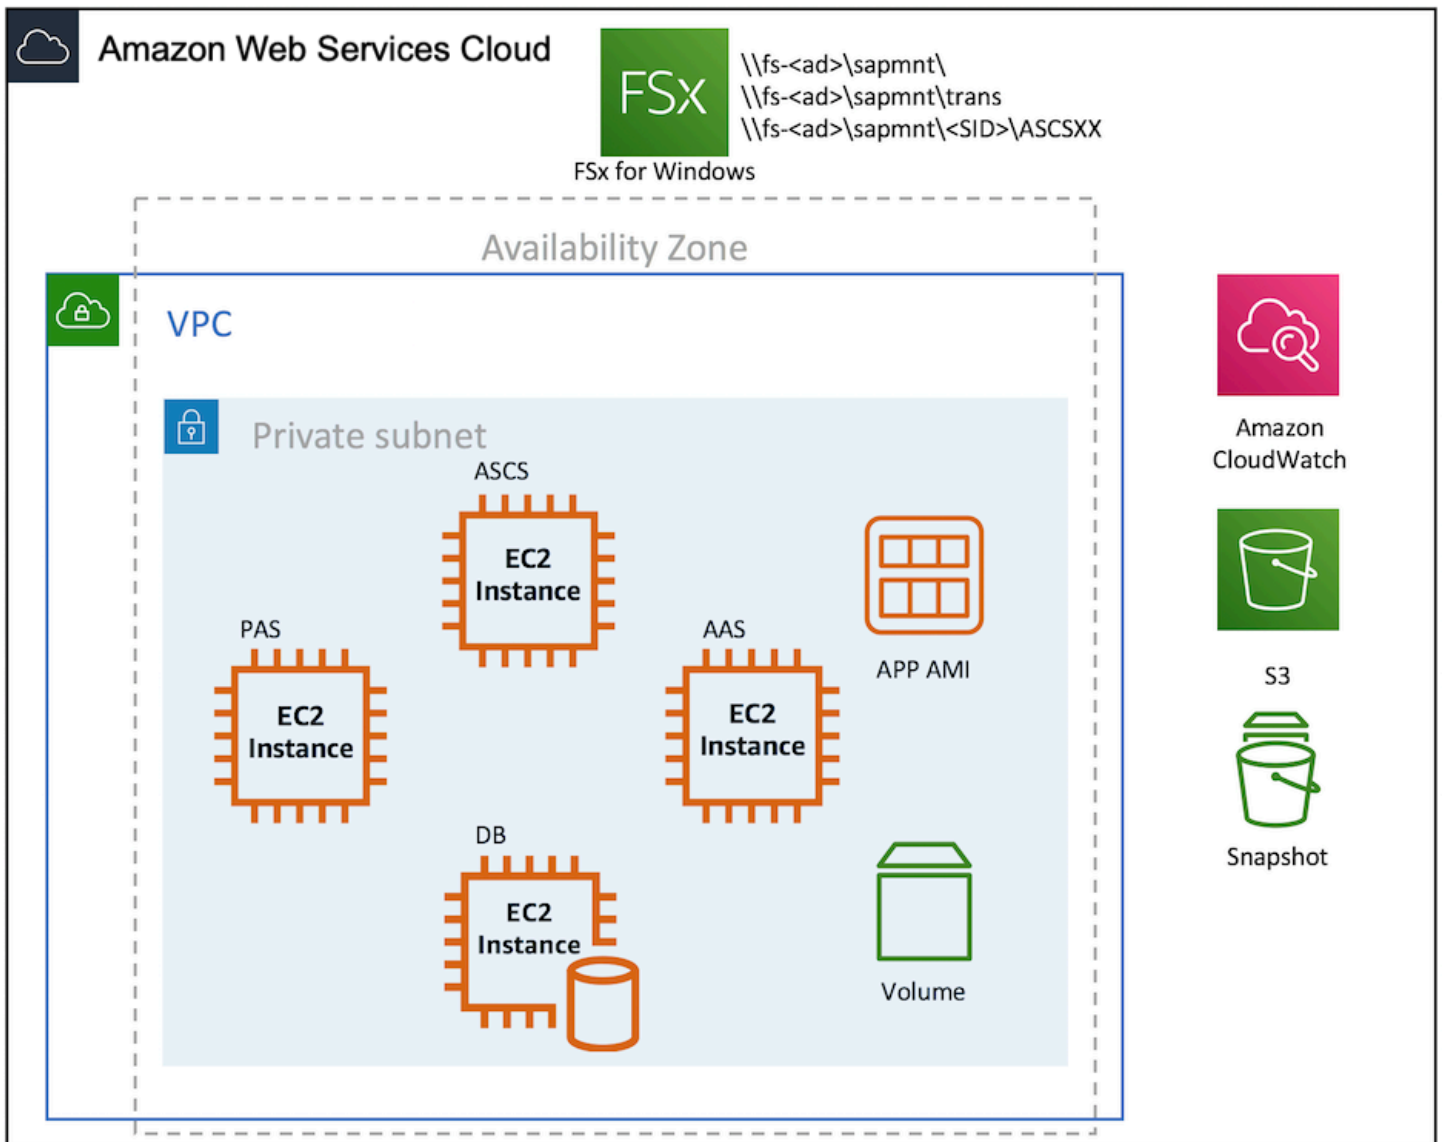 Amazon Web Services Cloud
FSx
\\fs-<ad>\sapmnt\
\\fs-<ad>\sapmnt\trans
\\fs-<ad>\sapmnt\<SID>\ASCSXX
FSx for Windows
Availability Zone
VPC
Private subnet
ASCS
EC2
Instance
PAS
EC2
Instance
AAS
EC2
Instance
APP AMI
DB
EC2
Instance
Volume
Amazon
CloudWatch
S3
Snapshot